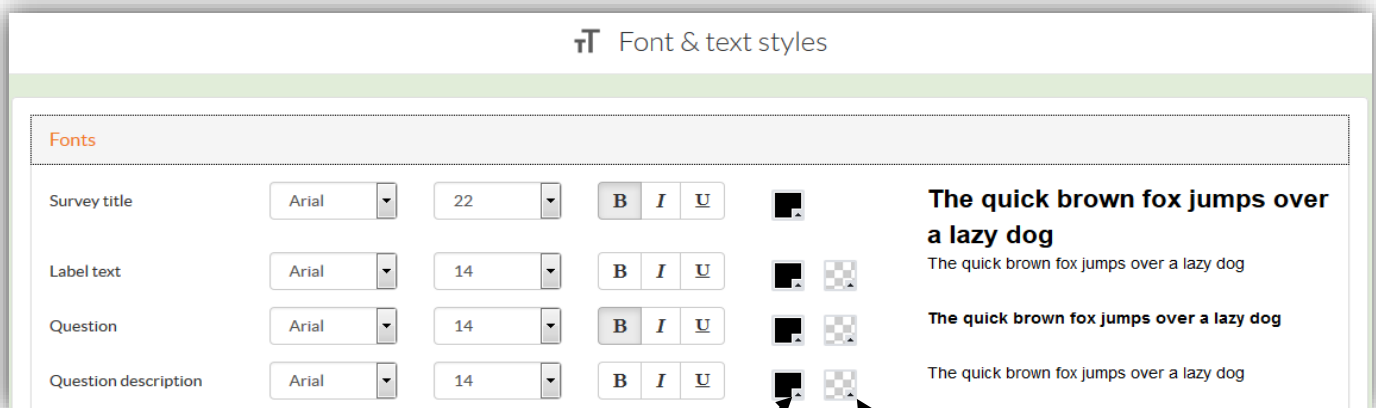 Font & text styles
Fonts
Survey title Arial 22 B I U The quick brown fox jumps over
a lazy dog
Label text Arial 14 B I U The quick brown fox jumps over a lazy dog
Question Arial 14 B I U The quick brown fox jumps over a lazy dog
Question description Arial 14 B I U The quick brown fox jumps over a lazy dog